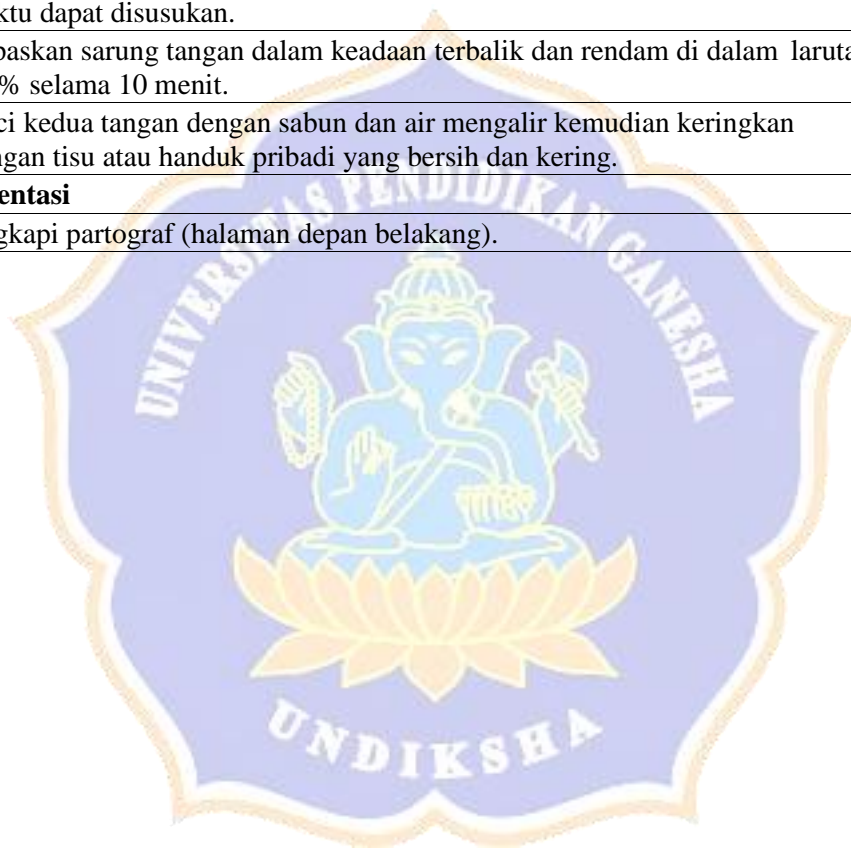 ktu dapat disusukan.
paskan sarung tangan dalam keadaan terbalik dan rendam di dalam laruta
% selama 10 menit.
ci kedua tangan dengan sabun dan air mengalir kemudian keringkan
ngan tisu atau handuk pribadi yang bersih dan kering.
entasi
gkapi partograf (halaman depan belakang).
UNIVERSITAS PENDIDIKAN GANESHA
UNDIKSHA